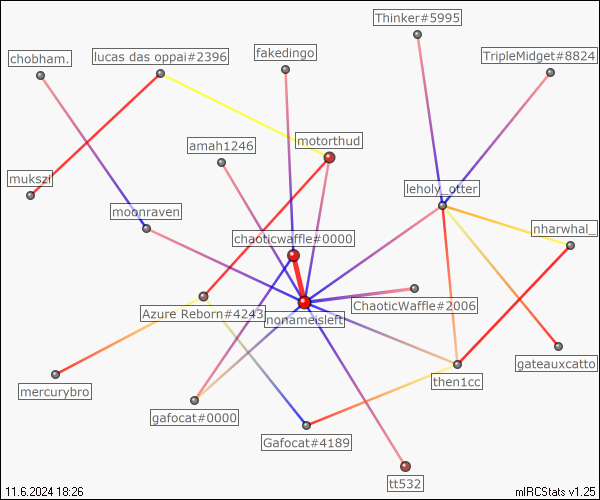 Thinker#5995
chobham.
lucas das oppai#2396
fakedingo
TripleMidget#8824
amah1246
motorthud
mukszi
leholy_otter
moonraven
nharwhal_
chaoticwaffle#0000
Azure Reborn#4243
nonameisleft
ChaoticWaffle#2006
gateauxcatto
then1cc
mercurybro
gafocat#0000
Gafocat#4189
tt532
11.6.2024 18:26
mIRCStats v1.25